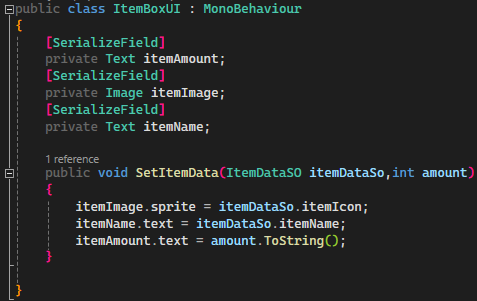 public class ItemBoxUI : MonoBehaviour
{
[SerializeField]
private Text itemAmount;
[SerializeField]
private Image itemImage;
[SerializeField]
private Text itemName;
1 reference
public void SetItemData(ItemDataSO itemDataSo,int amount)
{
itemImage.sprite = itemDataSo.itemIcon;
itemName.text = itemDataSo.itemName;
itemAmount.text = amount.ToString();
}
}